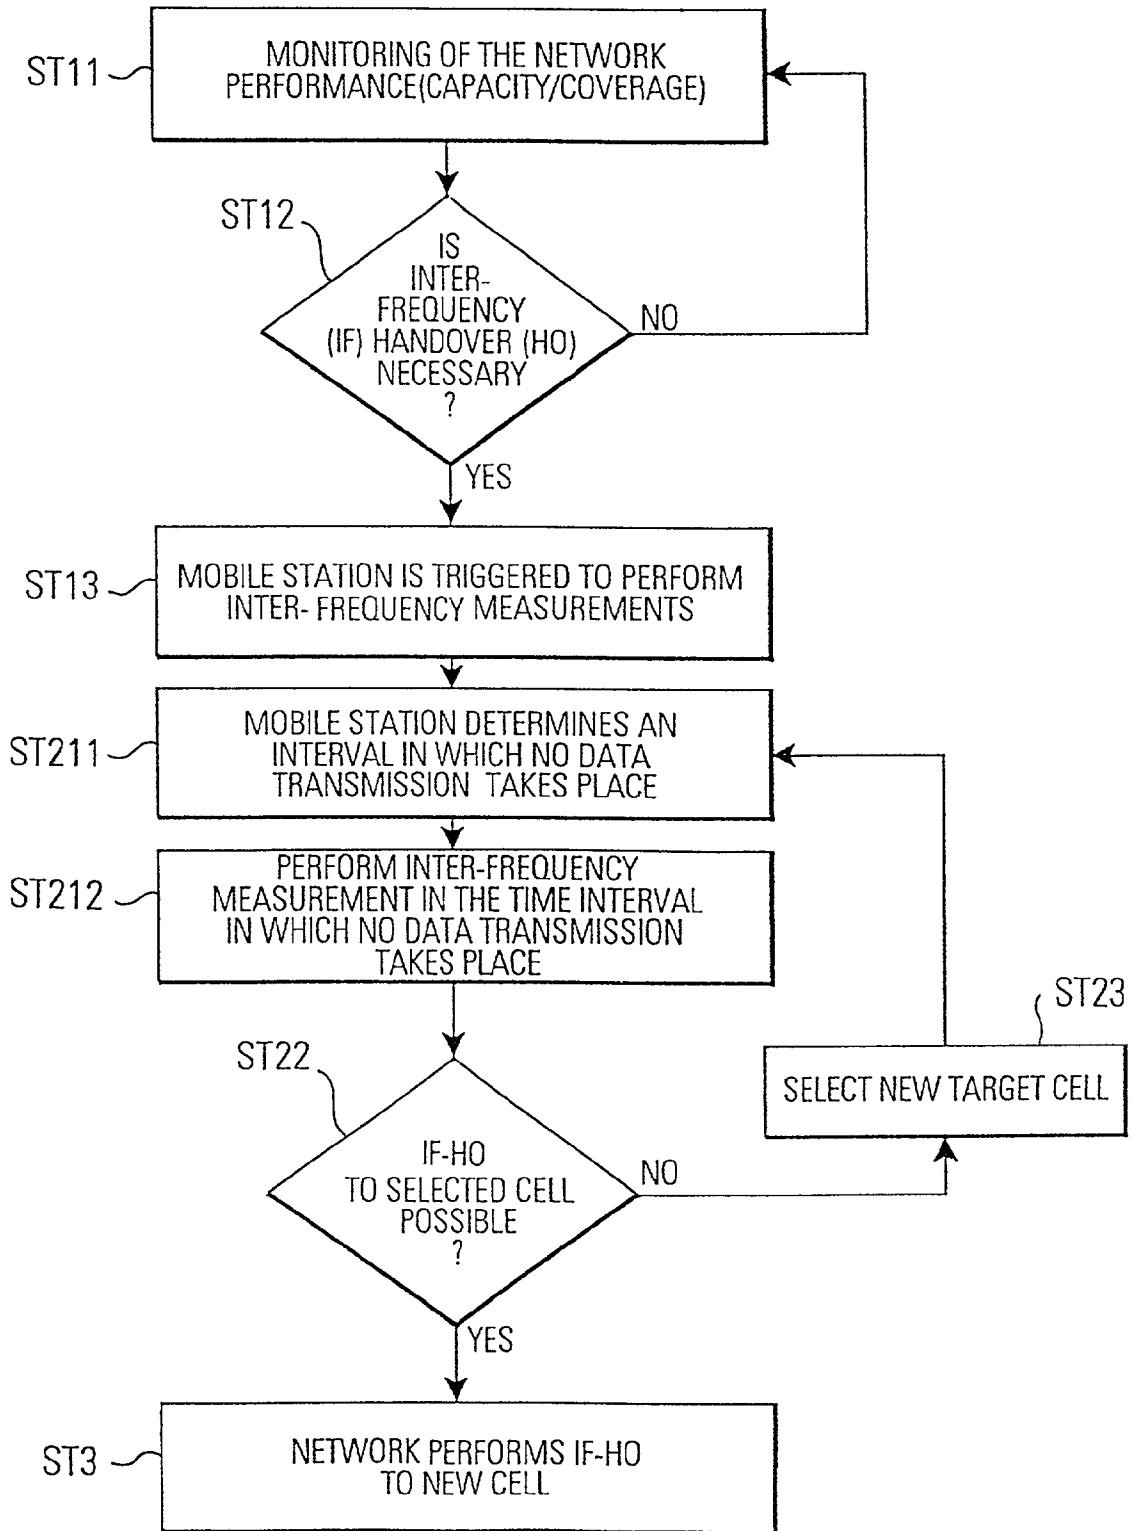 ST11
MONITORING OF THE NETWORK
PERFORMANCE(CAPACITY/COVERAGE)
ST12
IS
INTER-
FREQUENCY
(IF) HANDOVER (HO)
NECESSARY
?
NO
YES
ST13
MOBILE STATION IS TRIGGERED TO PERFORM
INTER- FREQUENCY MEASUREMENTS
ST211
MOBILE STATION DETERMINES AN
INTERVAL IN WHICH NO DATA
TRANSMISSION TAKES PLACE
ST212
PERFORM INTER-FREQUENCY
MEASUREMENT IN THE TIME INTERVAL
IN WHICH NO DATA TRANSMISSION
TAKES PLACE
ST23
SELECT NEW TARGET CELL
ST22
IF-HO
TO SELECTED CELL
POSSIBLE
?
NO
YES
ST3
NETWORK PERFORMS IF-HO
TO NEW CELL